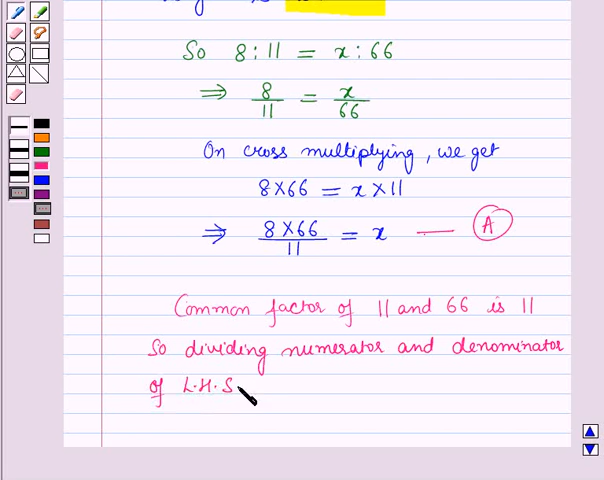 So 8 : 11 = x : 66
⇒ 8/11 = x/66
On cross multiplying, we get
8×66 = x×11
⇒ 8×66/11 = x — A
Common factor of 11 and 66 is 11
So dividing numerator and denominator
of L.H.S